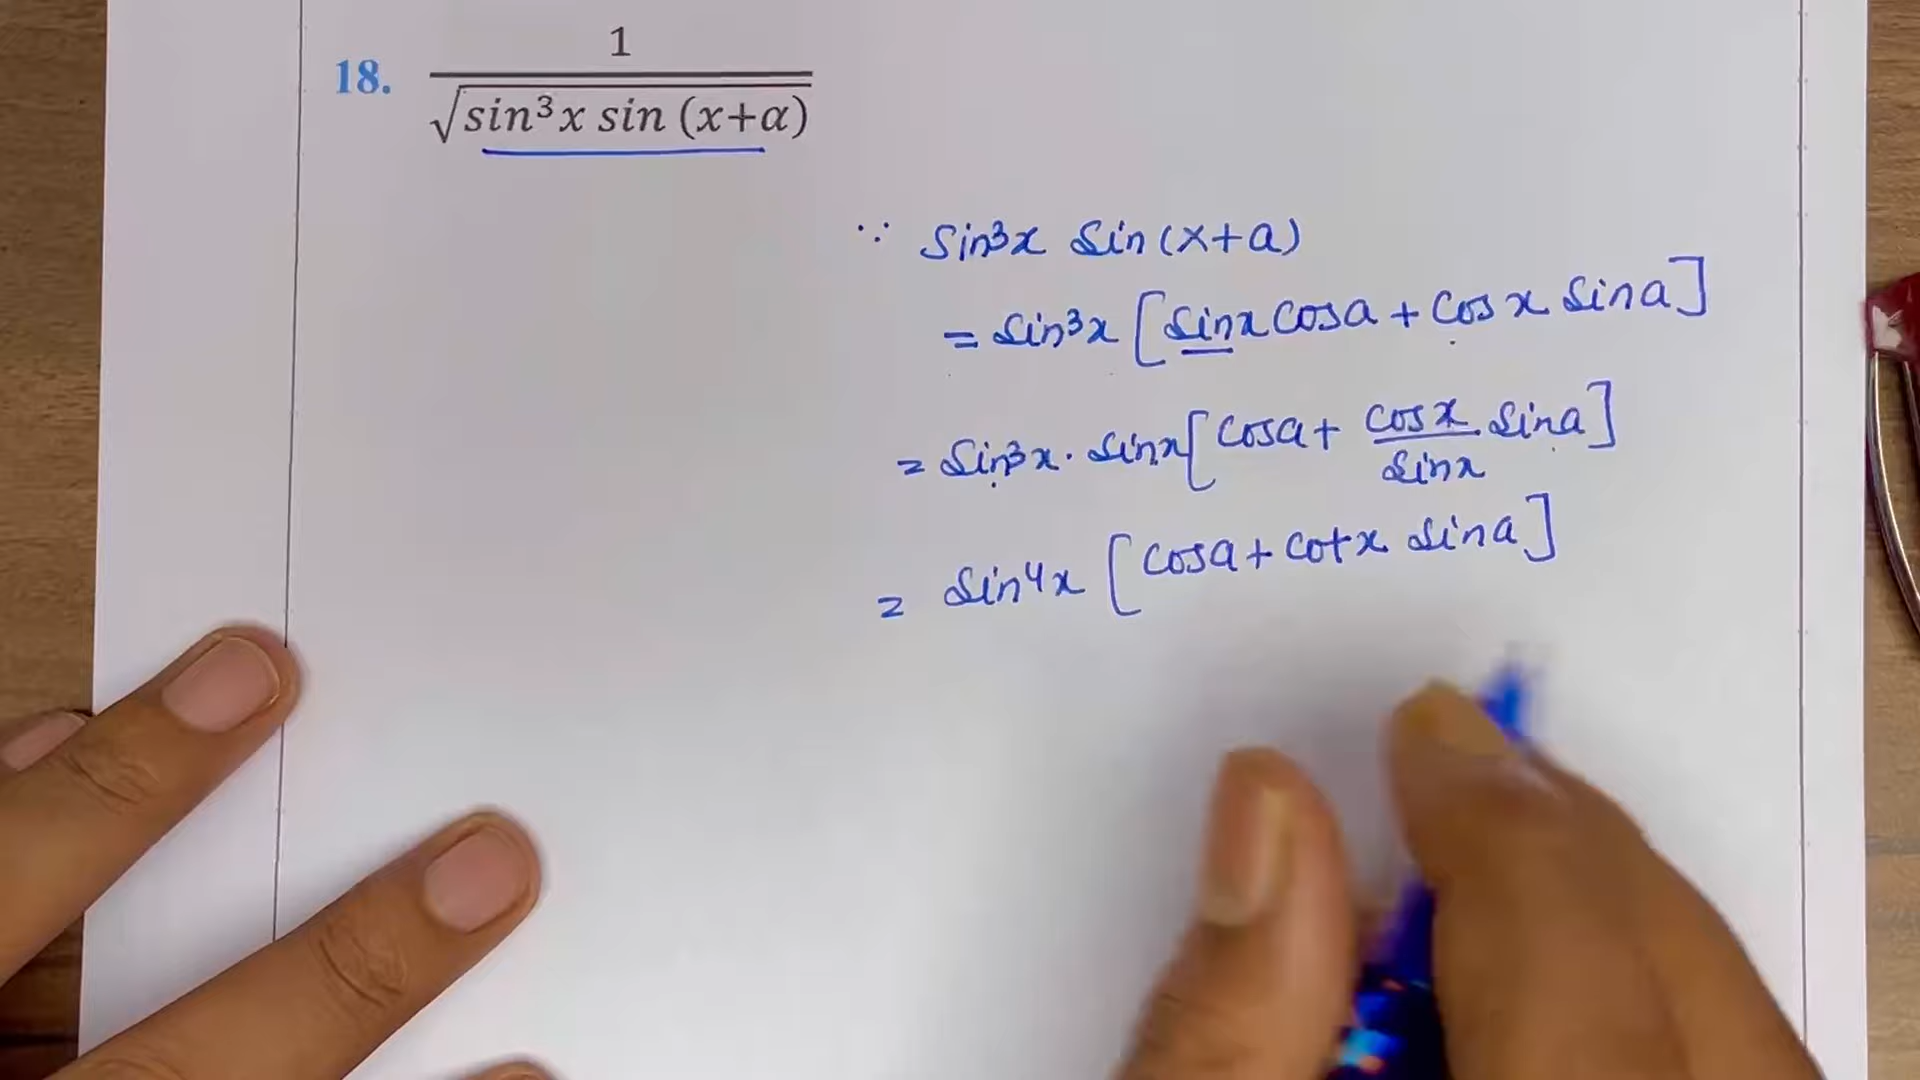 18. 1
√sin³x sin (x+α)
∵ sin³x sin(x+a)
= sin³x [sinx cosa + cos x sina]
= sin³x · sinx[cosa + cosx/sinx sina]
= sin⁴x [cosa + cotx sina]